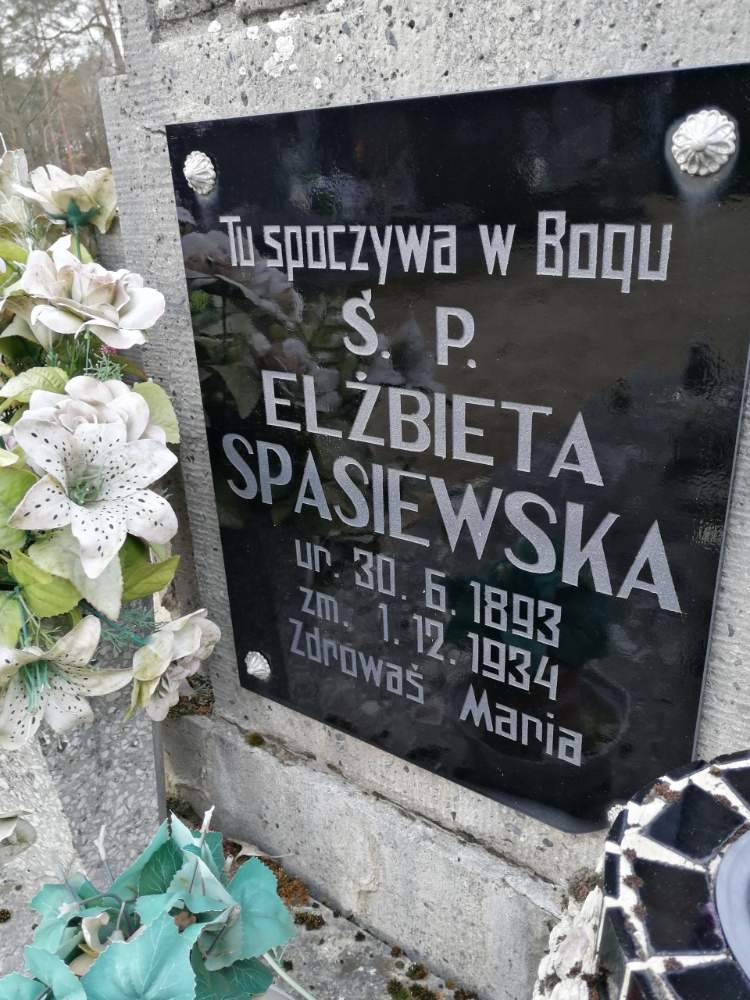 Tu spoczywa w Bogu
Ś. P.
ELŻBIETA
SPASIEWSKA
ur. 30. 6. 1893
zm. 1. 12. 1934
Zdrowaś Maria